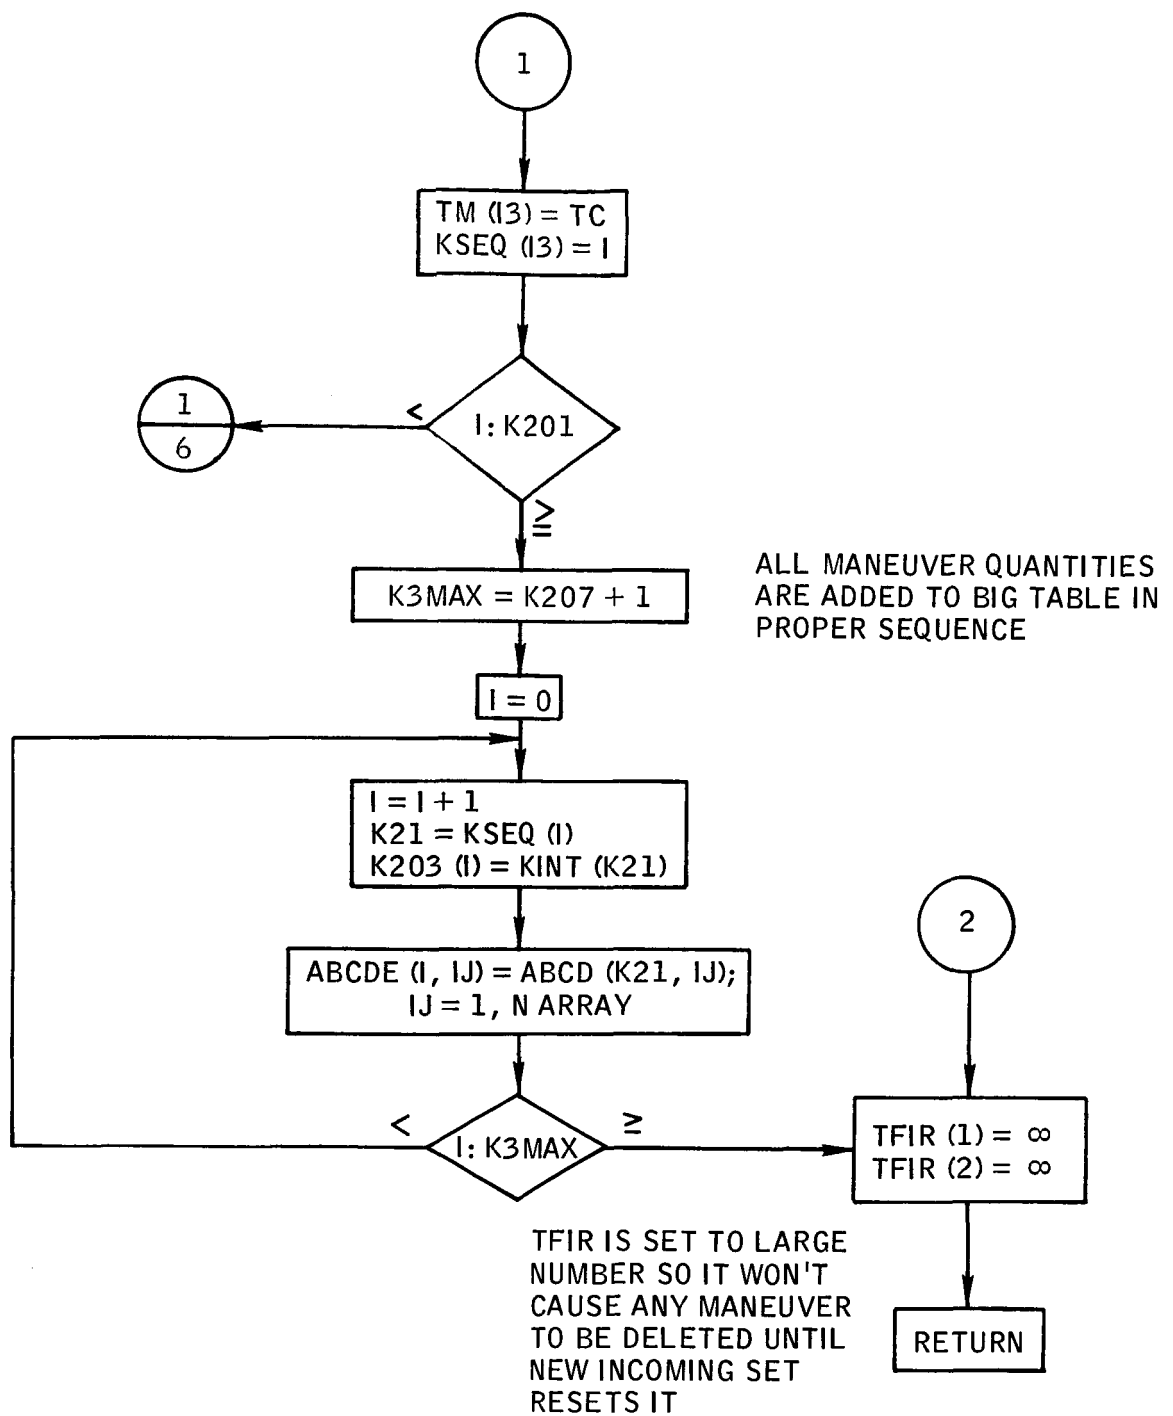 1
TM (I3) = TC
KSEQ (I3) = I
<
I: K201
1
6
≧
K3MAX = K207 + 1
ALL MANEUVER QUANTITIES
ARE ADDED TO BIG TABLE IN
PROPER SEQUENCE
I = 0
I = I + 1
K21 = KSEQ (I)
K203 (I) = KINT (K21)
2
ABCDE (I, IJ) = ABCD (K21, IJ);
IJ = 1, N ARRAY
<
I: K3MAX
≥
TFIR (1) = ∞
TFIR (2) = ∞
TFIR IS SET TO LARGE
NUMBER SO IT WON'T
CAUSE ANY MANEUVER
TO BE DELETED UNTIL
NEW INCOMING SET
RESETS IT
RETURN